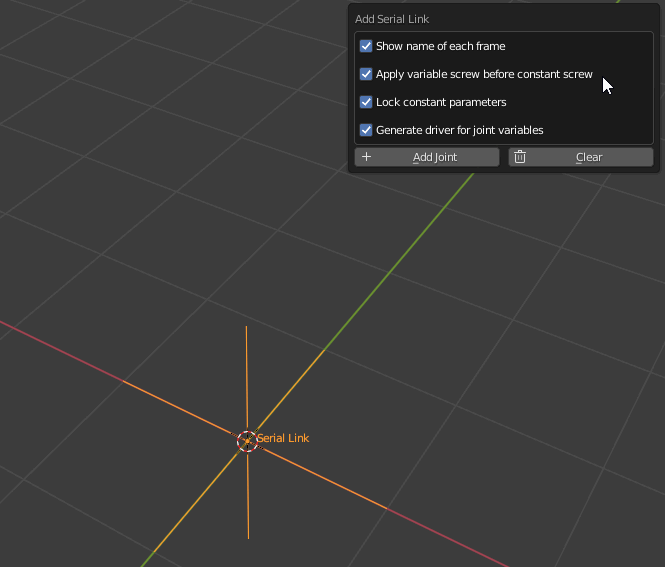 Add Serial Link
Show name of each frame
Apply variable screw before constant screw
Lock constant parameters
Generate driver for joint variables
Add Joint
Clear
Serial Link